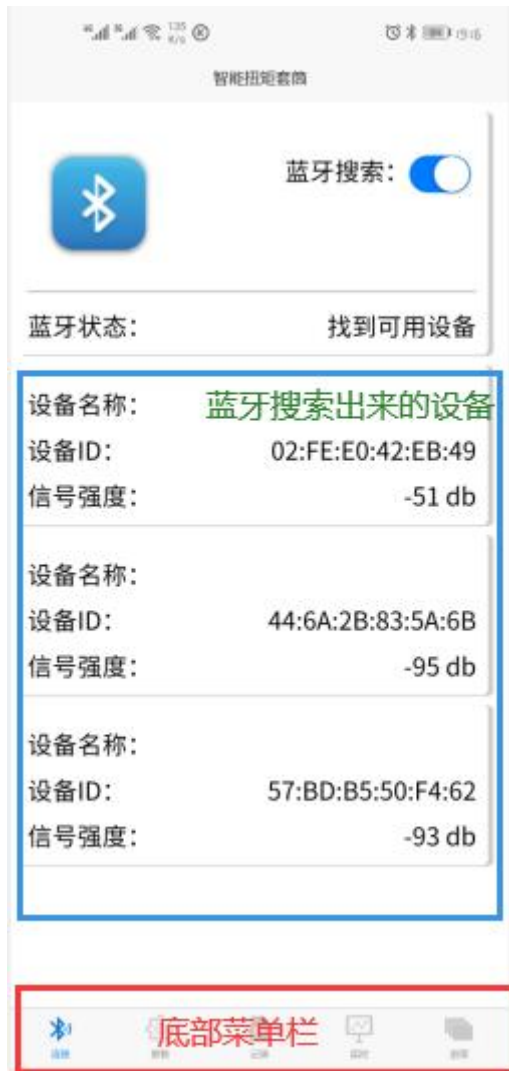 135
K/s
19:16
智能扭矩套筒
蓝牙搜索：
蓝牙状态： 找到可用设备
设备名称： 蓝牙搜索出来的设备
设备ID： 02:FE:E0:42:EB:49
信号强度： -51 db
设备名称：
设备ID： 44:6A:2B:83:5A:6B
信号强度： -95 db
设备名称：
设备ID： 57:BD:B5:50:F4:62
信号强度： -93 db
底部菜单栏